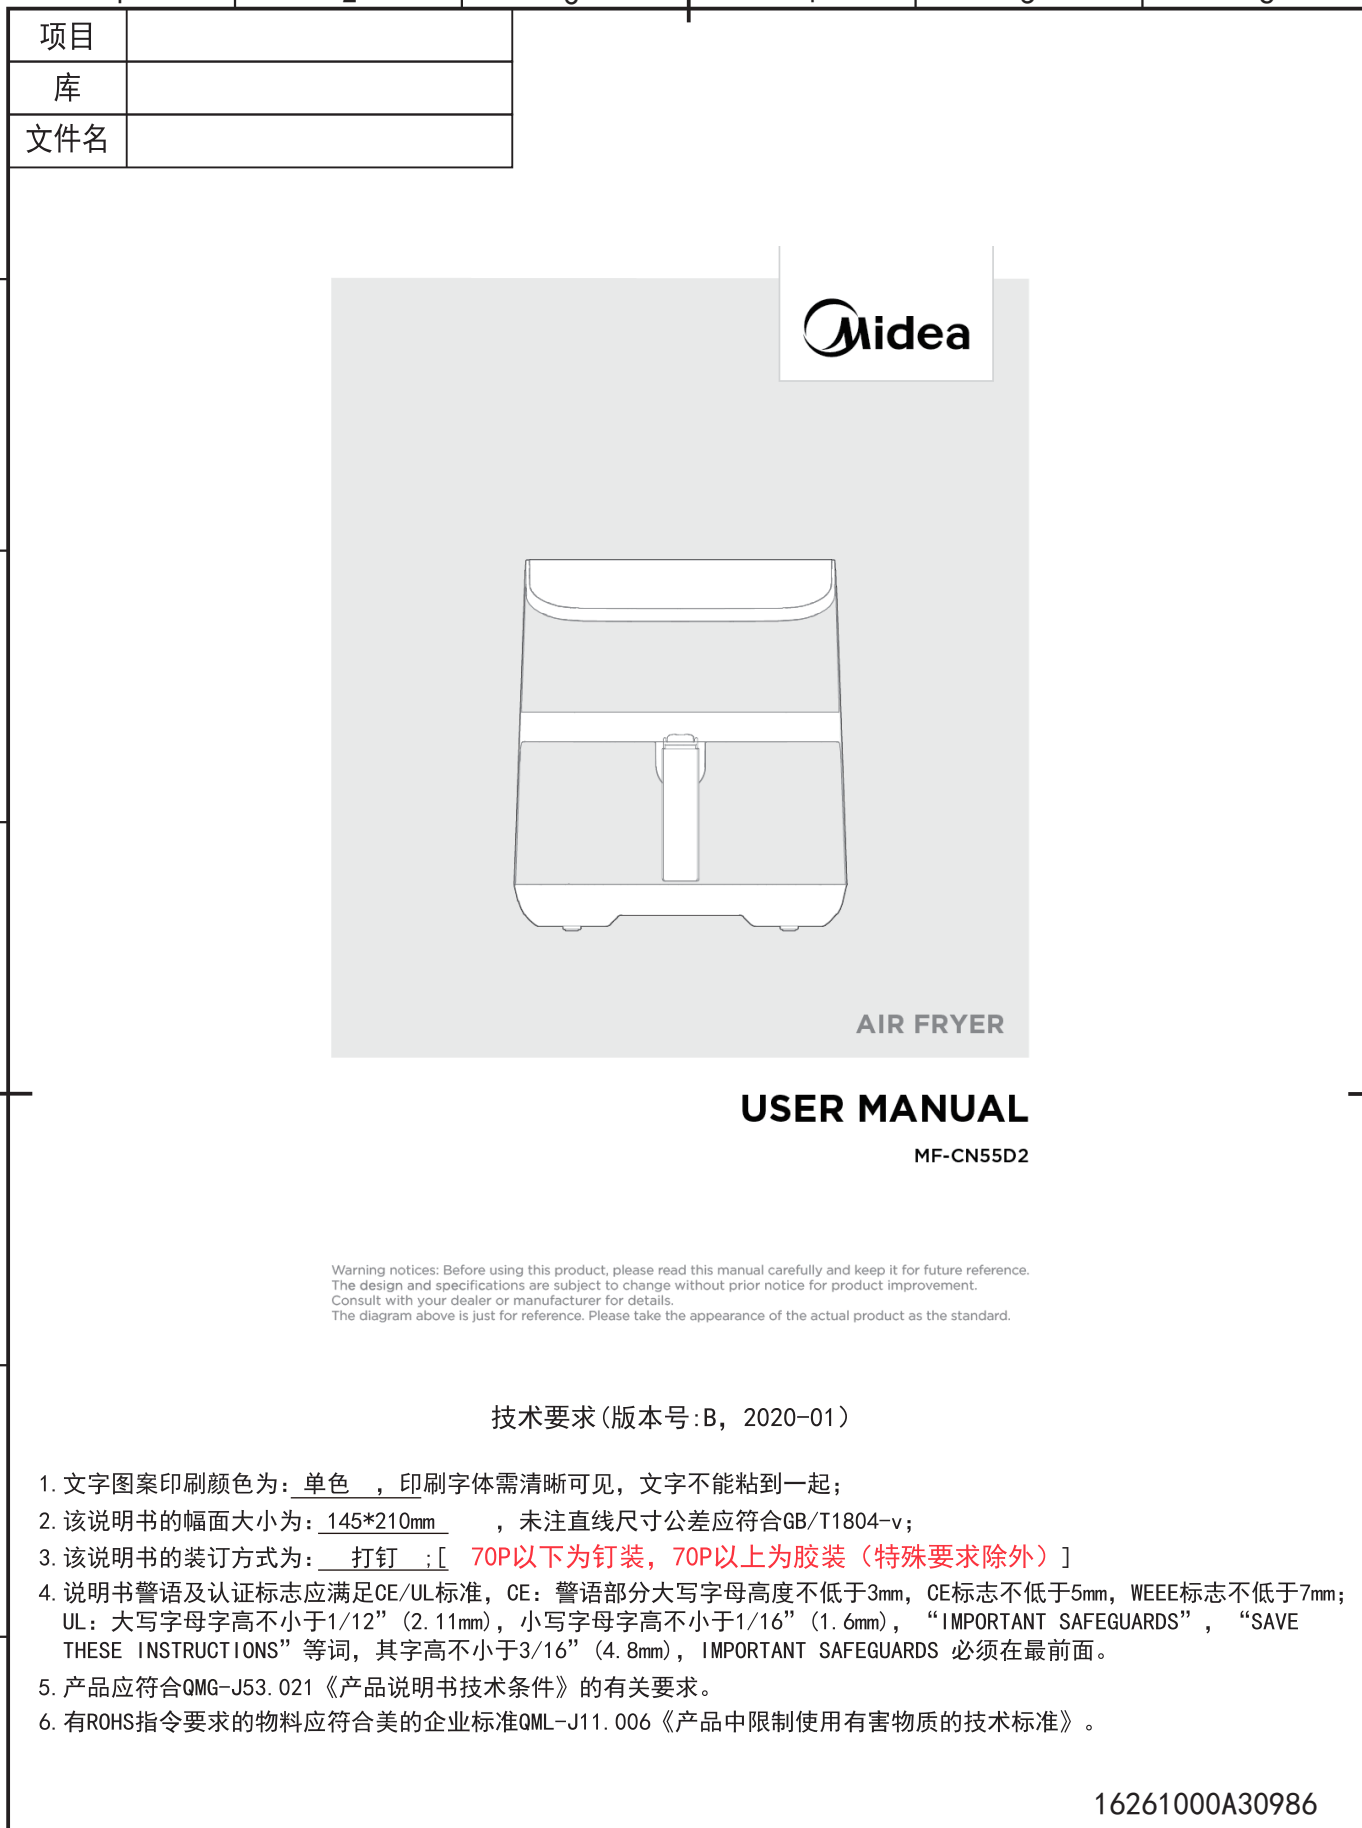 项目
库
文件名
Midea
AIR FRYER
USER MANUAL
MF-CN55D2
Warning notices: Before using this product, please read this manual carefully and keep it for future reference.
The design and specifications are subject to change without prior notice for product improvement.
Consult with your dealer or manufacturer for details.
The diagram above is just for reference. Please take the appearance of the actual product as the standard.
技术要求(版本号:B, 2020-01)
1. 文字图案印刷颜色为: 单色 , 印刷字体需清晰可见, 文字不能粘到一起;
2. 该说明书的幅面大小为: 145*210mm , 未注直线尺寸公差应符合GB/T1804-v;
3. 该说明书的装订方式为: 打钉 ;[ 70P以下为钉装, 70P以上为胶装 (特殊要求除外) ]
4. 说明书警语及认证标志应满足CE/UL标准, CE: 警语部分大写字母高度不低于3mm, CE标志不低于5mm, WEEE标志不低于7mm;
UL: 大写字母字高不小于1/12” (2.11mm), 小写字母字高不小于1/16” (1.6mm), “IMPORTANT SAFEGUARDS”, “SAVE
THESE INSTRUCTIONS” 等词, 其字高不小于3/16” (4.8mm), IMPORTANT SAFEGUARDS 必须在最前面。
5. 产品应符合QMG-J53.021《产品说明书技术条件》的有关要求。
6. 有ROHS指令要求的物料应符合美的企业标准QML-J11.006《产品中限制使用有害物质的技术标准》。
16261000A30986